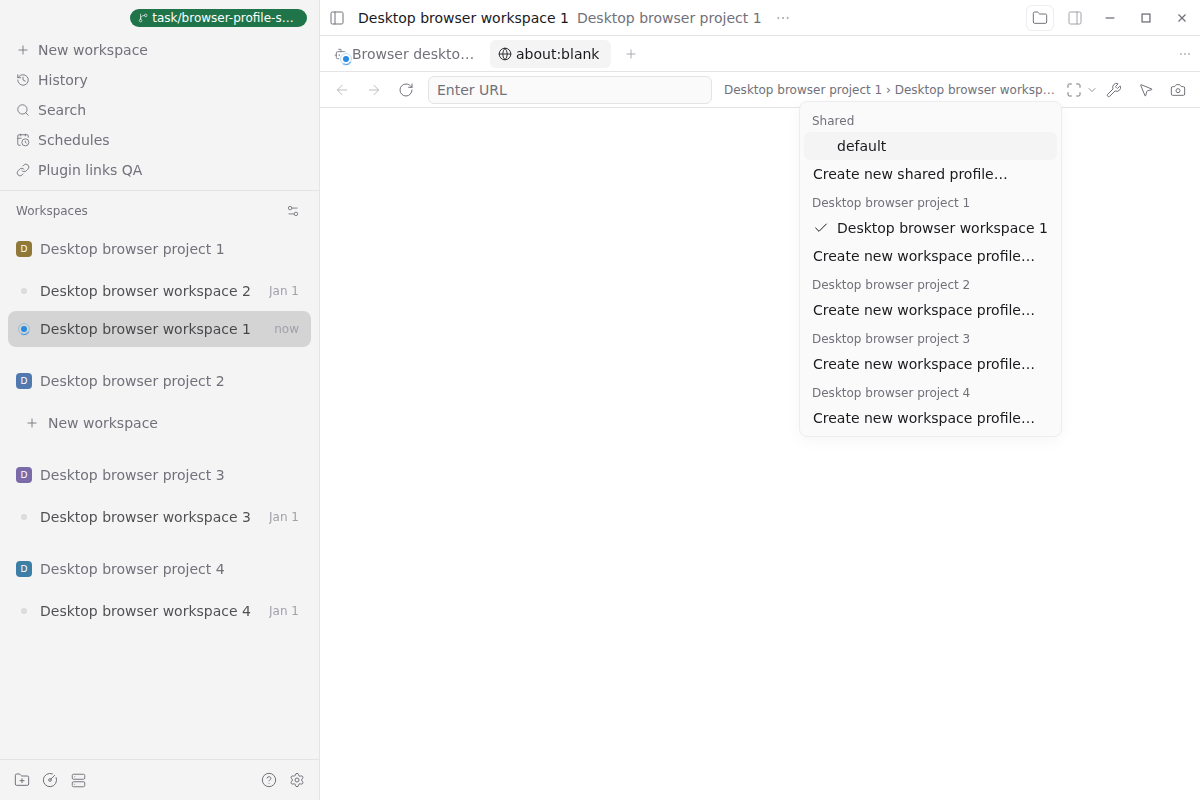 task/browser-profile-s...
New workspace
History
Search
Schedules
Plugin links QA
Workspaces
D Desktop browser project 1
Desktop browser workspace 2 Jan 1
Desktop browser workspace 1 now
D Desktop browser project 2
New workspace
D Desktop browser project 3
Desktop browser workspace 3 Jan 1
D Desktop browser project 4
Desktop browser workspace 4 Jan 1
Desktop browser workspace 1 Desktop browser project 1
Browser deskto... about:blank
Enter URL Desktop browser project 1 › Desktop browser worksp...
Shared
default
Create new shared profile...
Desktop browser project 1
Desktop browser workspace 1
Create new workspace profile...
Desktop browser project 2
Create new workspace profile...
Desktop browser project 3
Create new workspace profile...
Desktop browser project 4
Create new workspace profile...